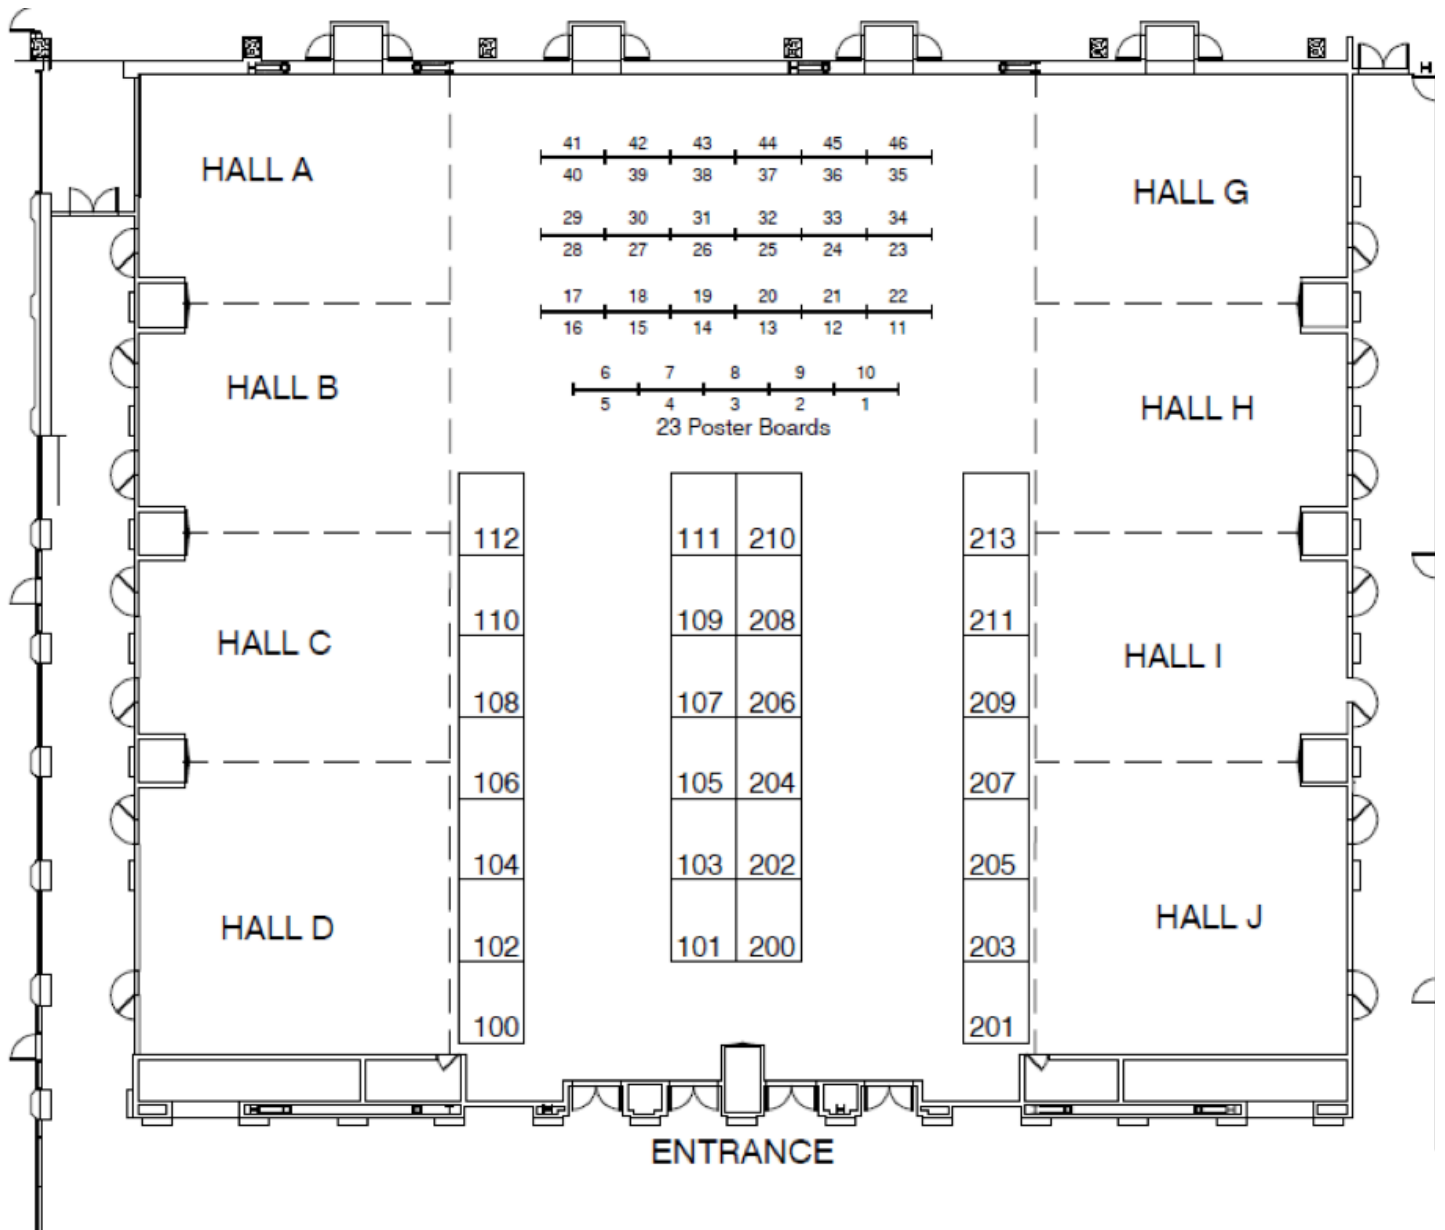 41 42 43 44 45 46
HALL A
40 39 38 37 36 35
HALL G
29 30 31 32 33 34
28 27 26 25 24 23
17 18 19 20 21 22
16 15 14 13 12 11
6 7 8 9 10
HALL B
5 4 3 2 1
HALL H
23 Poster Boards
112 111 210 213
110 109 208 211
HALL C
HALL I
108 107 206 209
106 105 204 207
104 103 202 205
HALL J
HALL D
102 101 200 203
100 201
ENTRANCE